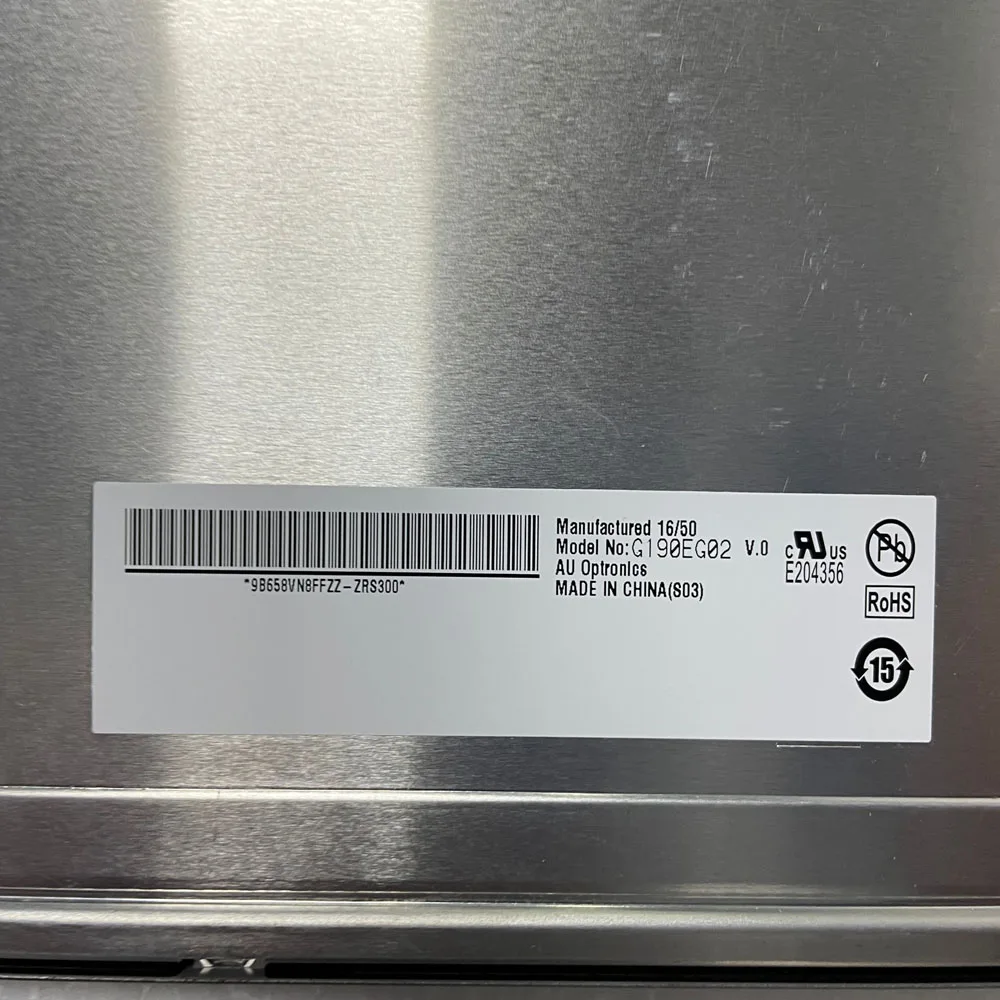 *9B658VN8FFZZ-ZRS300*
Manufactured 16/50
Model No:G190EG02 V.0
AU Optronics
MADE IN CHINA(S03)
c RU US
E204356
Pb
RoHS
15